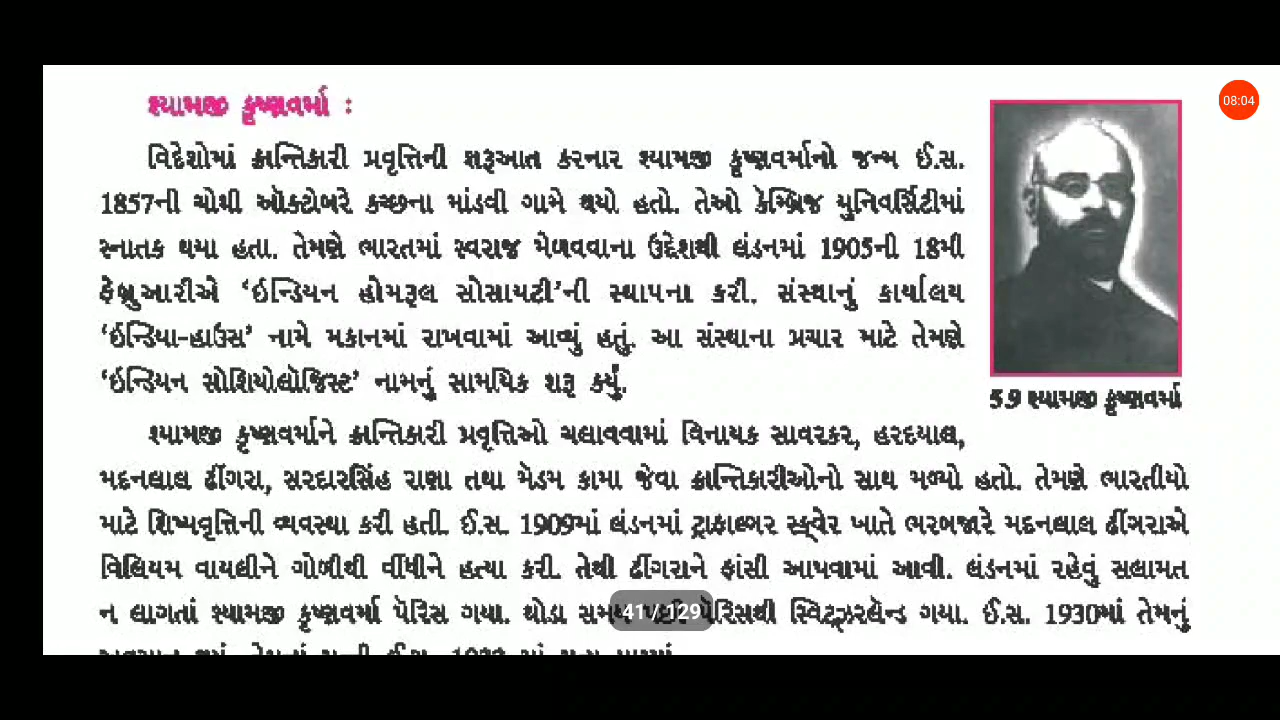 શ્યામજી કૃષ્ણવર્મા :
08:04
વિદેશોમાં ક્રાન્તિકારી પ્રવૃત્તિની શરૂઆત કરનાર શ્યામજી કૃષ્ણવર્માનો જન્મ ઈ.સ.
1857ની ચોથી ઑક્ટોબરે કચ્છના માંડવી ગામે થયો હતો. તેઓ કેમ્બ્રિજ યુનિવર્સિટીમાં
સ્નાતક થયા હતા. તેમણે ભારતમાં સ્વરાજ મેળવવાના ઉદ્દેશથી લંડનમાં 1905ની 18મી
ફેબ્રુઆરીએ ‘ઇન્ડિયન હોમરૂલ સોસાયટી’ની સ્થાપના કરી. સંસ્થાનું કાર્યાલય
‘ઇન્ડિયા-હાઉસ’ નામે મકાનમાં રાખવામાં આવ્યું હતું. આ સંસ્થાના પ્રચાર માટે તેમણે
‘ઇન્ડિયન સોશિયોલૉજિસ્ટ’ નામનું સામયિક શરૂ કર્યું.
5.9 શ્યામજી કૃષ્ણવર્મા
શ્યામજી કૃષ્ણવર્માને ક્રાન્તિકારી પ્રવૃત્તિઓ ચલાવવામાં વિનાયક સાવરકર, હરદયાલ,
મદનલાલ ઢીંગરા, સરદારસિંહ રાણા તથા મૅડમ કામા જેવા ક્રાન્તિકારીઓનો સાથ મળ્યો હતો. તેમણે ભારતીયો
માટે શિષ્યવૃત્તિની વ્યવસ્થા કરી હતી. ઈ.સ. 1909માં લંડનમાં ટ્રાફાલ્ગર સ્ક્વેર ખાતે ભરબજારે મદનલાલ ઢીંગરાએ
વિલિયમ વાયલીને ગોળીથી વીંધીને હત્યા કરી. તેથી ઢીંગરાને ફાંસી આપવામાં આવી. લંડનમાં રહેવું સલામત
ન લાગતાં શ્યામજી કૃષ્ણવર્મા પૅરિસ ગયા. થોડા સમય પૅરિસથી સ્વિટ્ઝરલૅન્ડ ગયા. ઈ.સ. 1930માં તેમનું
41 / 129